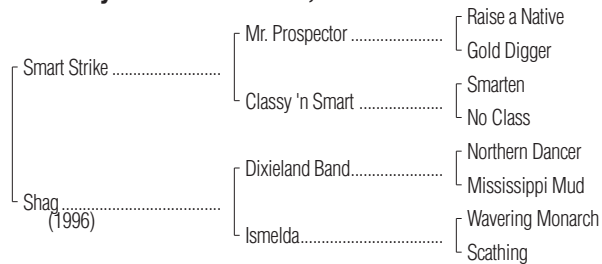 Raise a Native
Mr. Prospector
Gold Digger
Smart Strike
Smarten
Classy 'n Smart
No Class
Northern Dancer
Dixieland Band
Mississippi Mud
Shag
(1996)
Wavering Monarch
Ismelda
Scathing